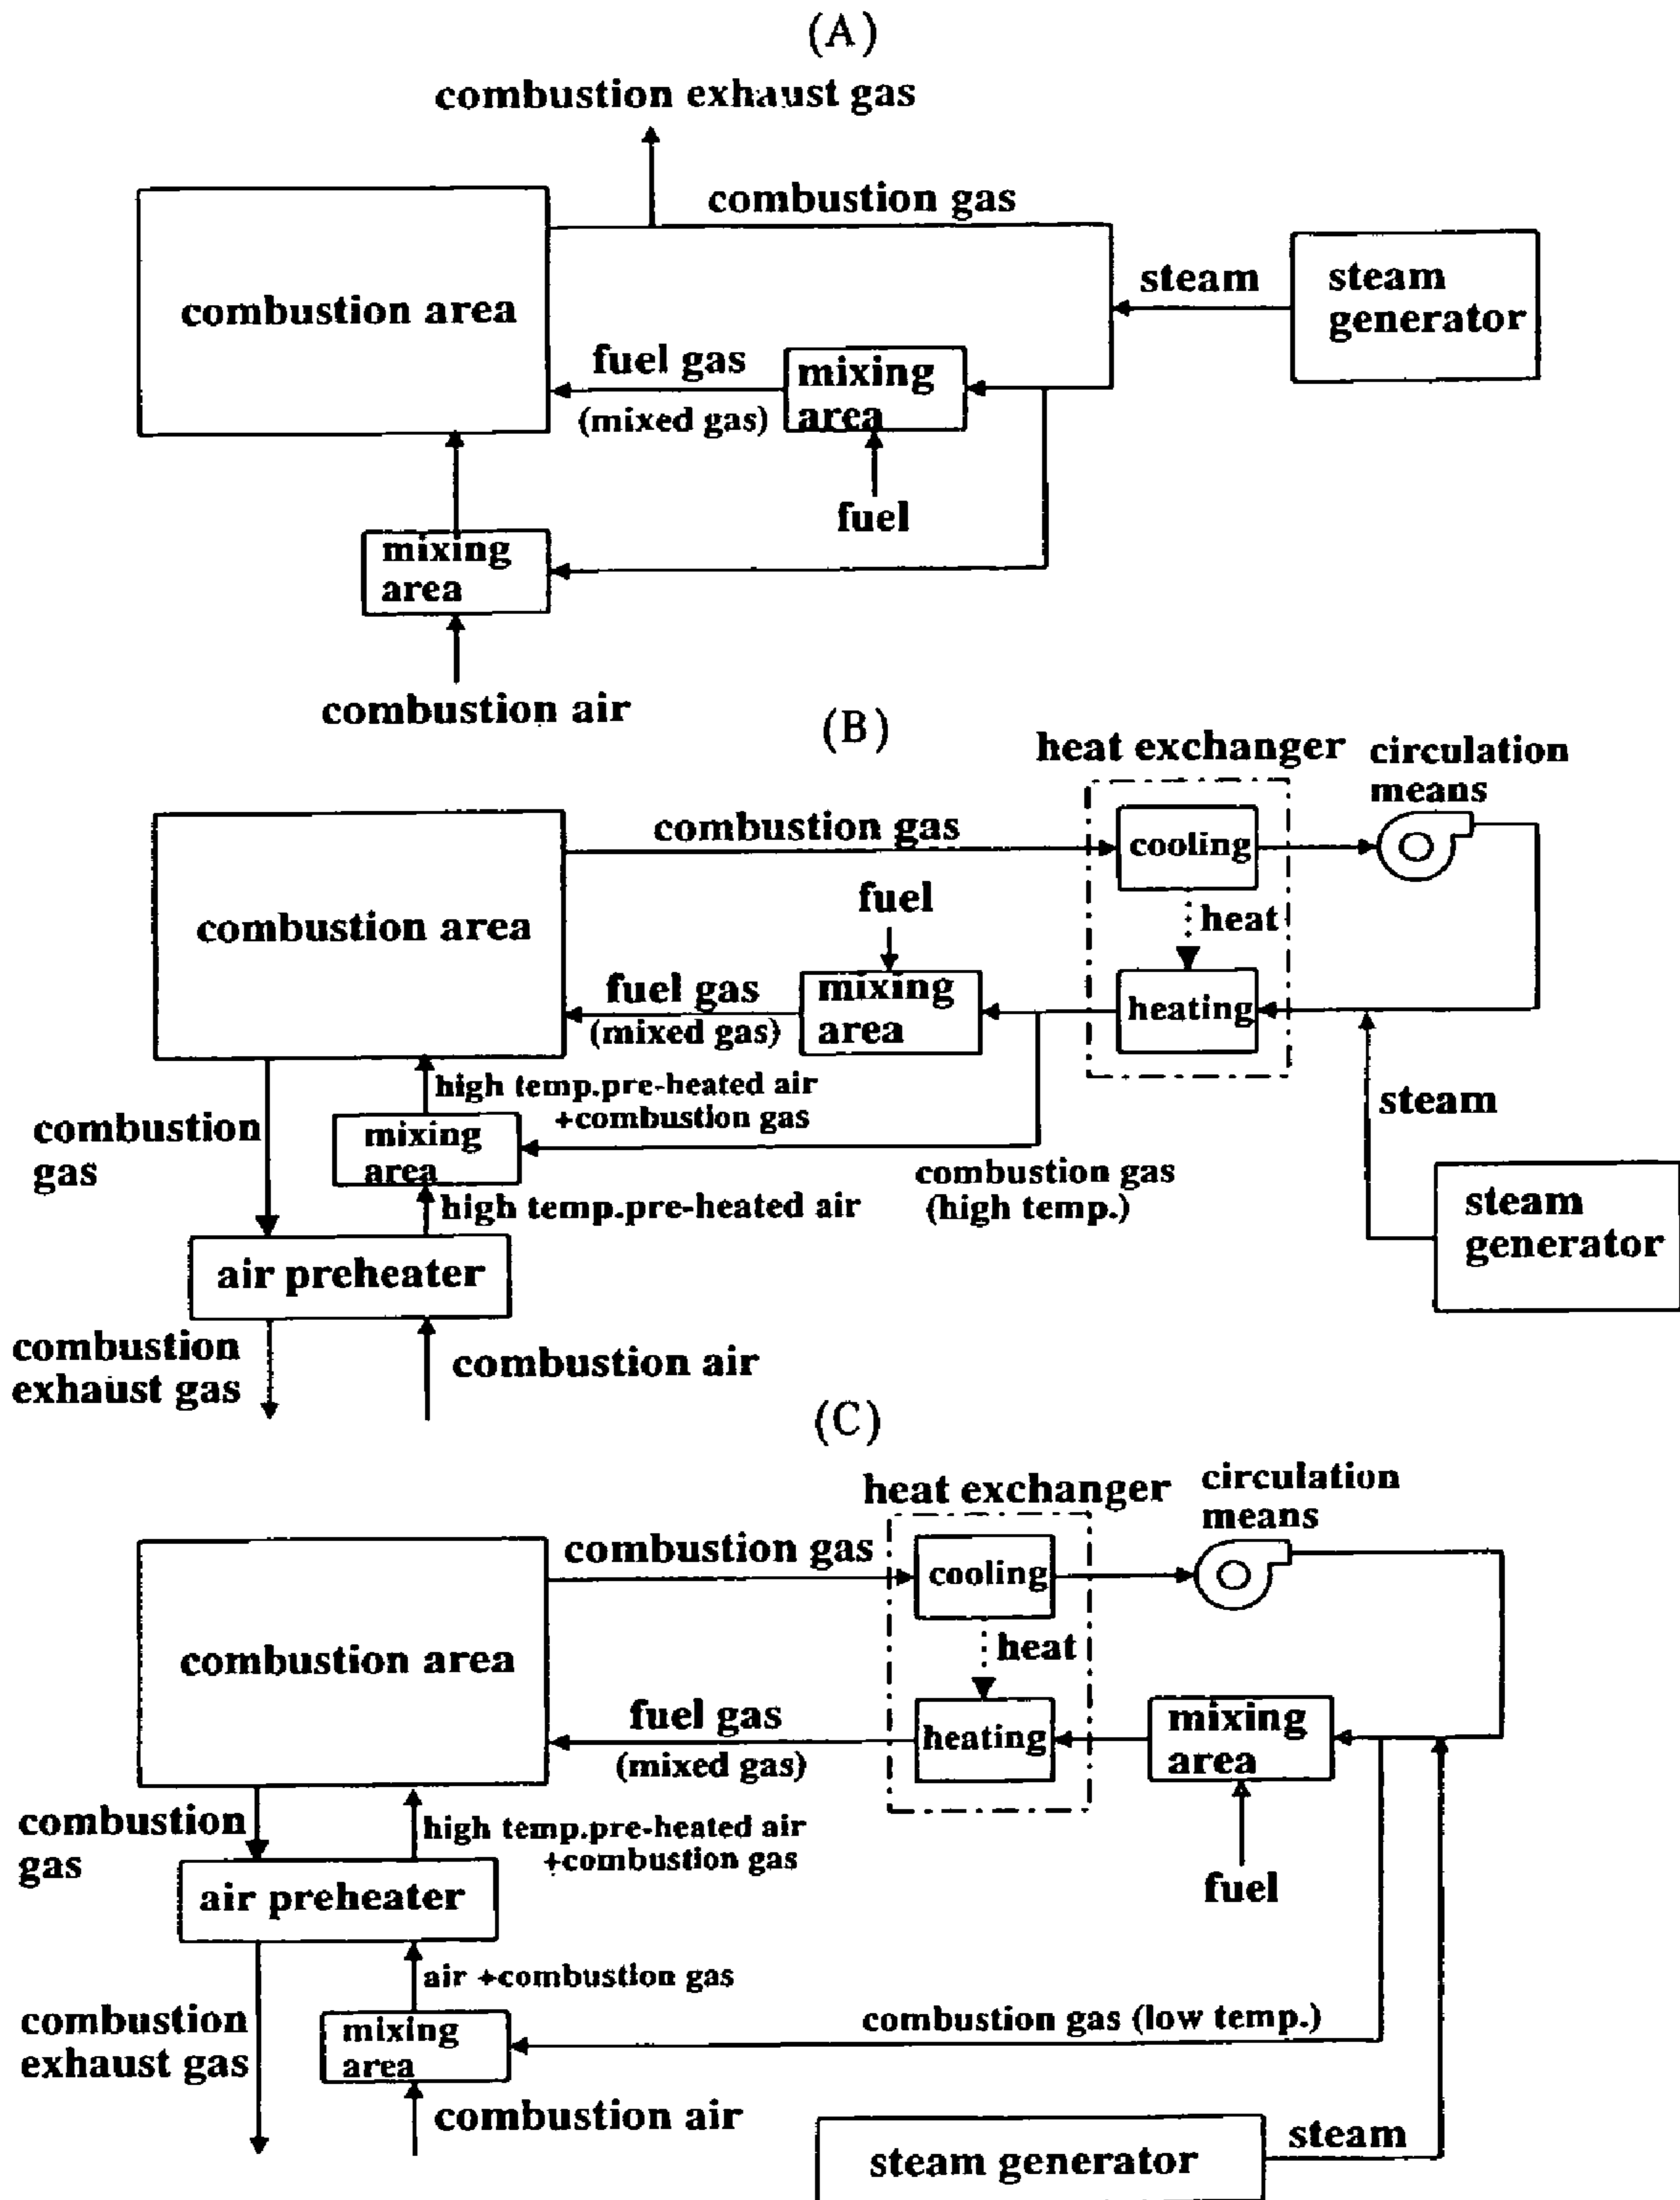 (A)
combustion exhaust gas
combustion gas
combustion area
steam
steam
generator
fuel gas
(mixed gas)
mixing
area
fuel
mixing
area
combustion air
(B)
heat exchanger
circulation
means
combustion gas
cooling
fuel
heat
combustion area
fuel gas
(mixed gas)
mixing
area
heating
high temp.pre-heated air
+combustion gas
steam
combustion
gas
mixing
area
combustion gas
(high temp.)
high temp.pre-heated air
steam
generator
air preheater
combustion
exhaust gas
combustion air
(C)
heat exchanger
circulation
means
combustion gas
cooling
heat
combustion area
fuel gas
(mixed gas)
heating
mixing
area
combustion
gas
high temp.pre-heated air
+combustion gas
fuel
air preheater
air +combustion gas
combustion
exhaust gas
mixing
area
combustion gas (low temp.)
combustion air
steam
steam generator